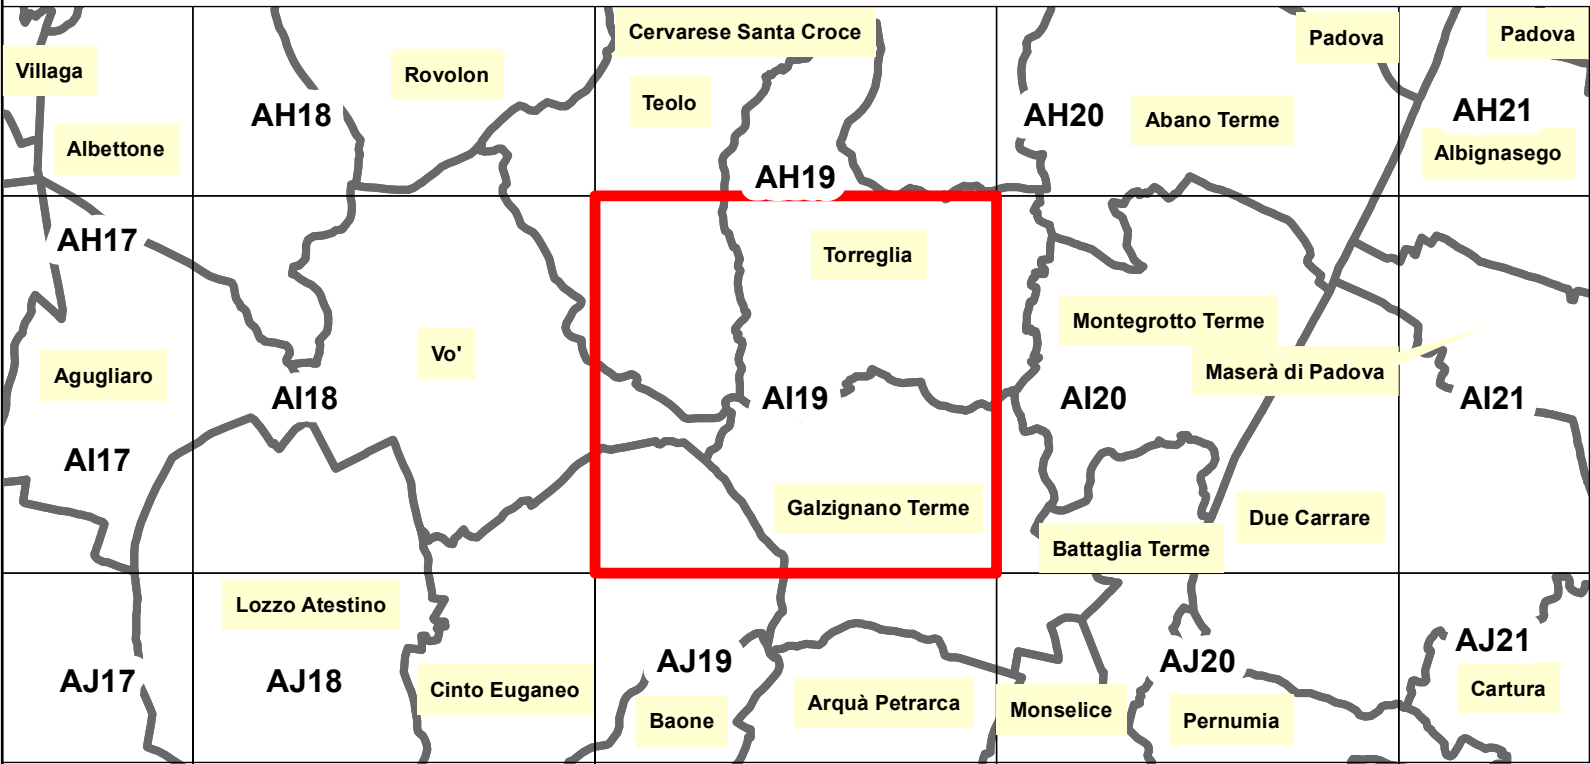 Cervarese Santa Croce
Padova
Padova
Villaga
Rovolon
Teolo
AH18
AH20
Abano Terme
AH21
Albettone
Albignasego
AH19
AH17
Torreglia
Montegrotto Terme
Vo'
Agugliaro
Maserà di Padova
AI18
AI19
AI20
AI21
AI17
Galzignano Terme
Due Carrare
Battaglia Terme
Lozzo Atestino
AJ21
AJ19
AJ20
AJ17
AJ18
Cinto Euganeo
Cartura
Arquà Petrarca
Monselice
Baone
Pernumia